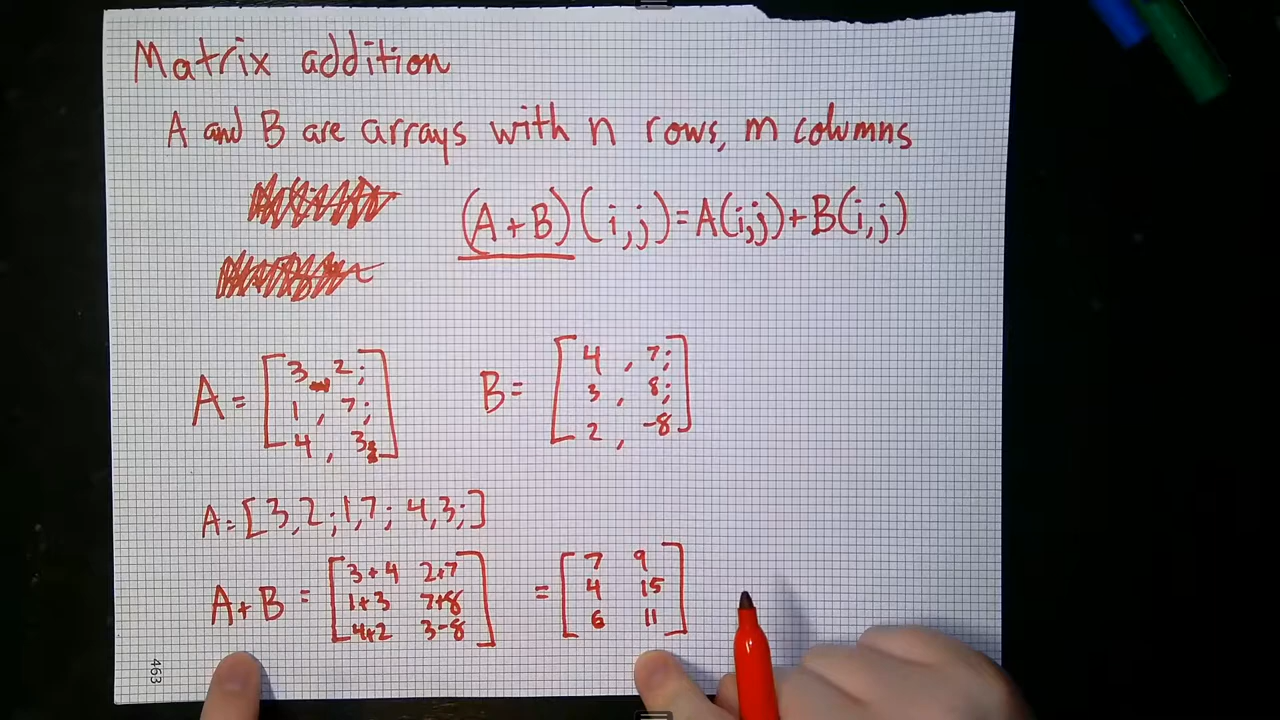 Matrix addition
A and B are arrays with n rows, m columns
(A + B)(i,j)=A(i,j)+B(i,j)
A = [3, 2;
1, 7;
4, 3]
B = [4, 7;
3, 8;
2, -8]
A=[3,2;1,7; 4,3;]
A+B = [3+4 2+7
1+3 7+8
4+2 3-8]
= [7 9
4 15
6 11]
463